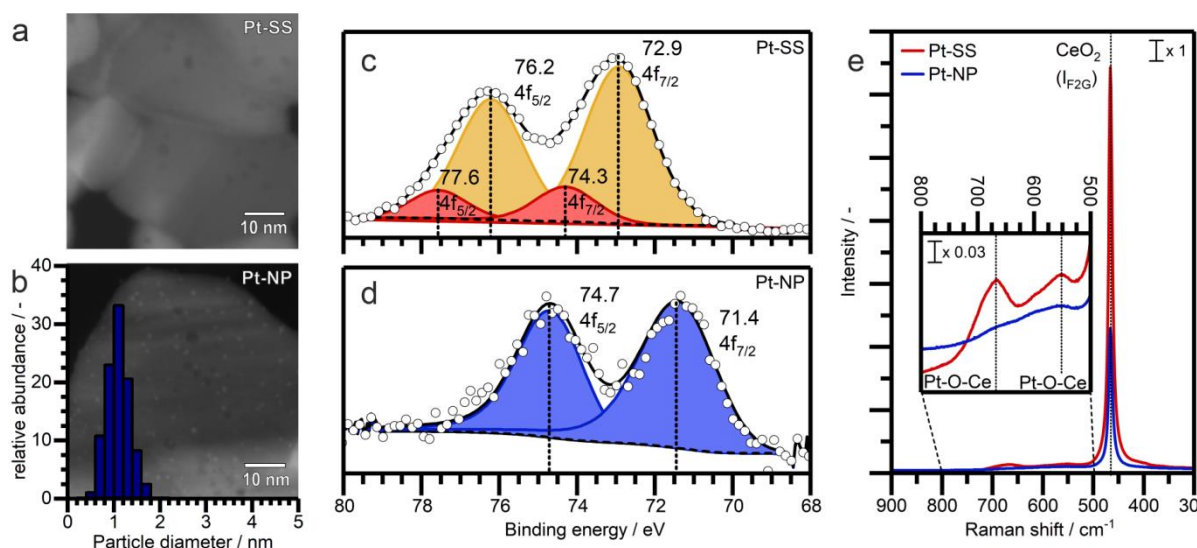 a
Pt-SS
10 nm
b
Pt-NP
40
30
20
10
0
relative abundance / -
10 nm
0 1 2 3 4 5
Particle diameter / nm
c
Pt-SS
72.9
4f7/2
76.2
4f5/2
77.6
4f5/2
74.3
4f7/2
d
Pt-NP
74.7
4f5/2
71.4
4f7/2
80 78 76 74 72 70 68
Binding energy / eV
e
Pt-SS
Pt-NP
CeO2
(IF2G)
x 1
Intensity / -
800 700 600 500
x 0.03
Pt-O-Ce
Pt-O-Ce
900 800 700 600 500 400 30
Raman shift / cm-1